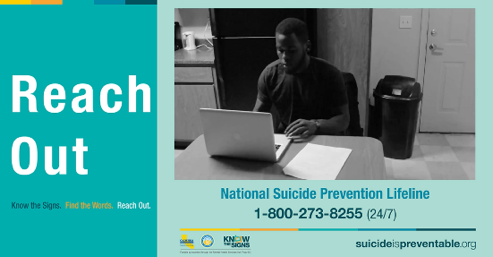 Reach
Out
Know the Signs. Find the Words. Reach Out.
National Suicide Prevention Lifeline
1-800-273-8255 (24/7)
KNOW
THE SIGNS
suicideispreventable.org